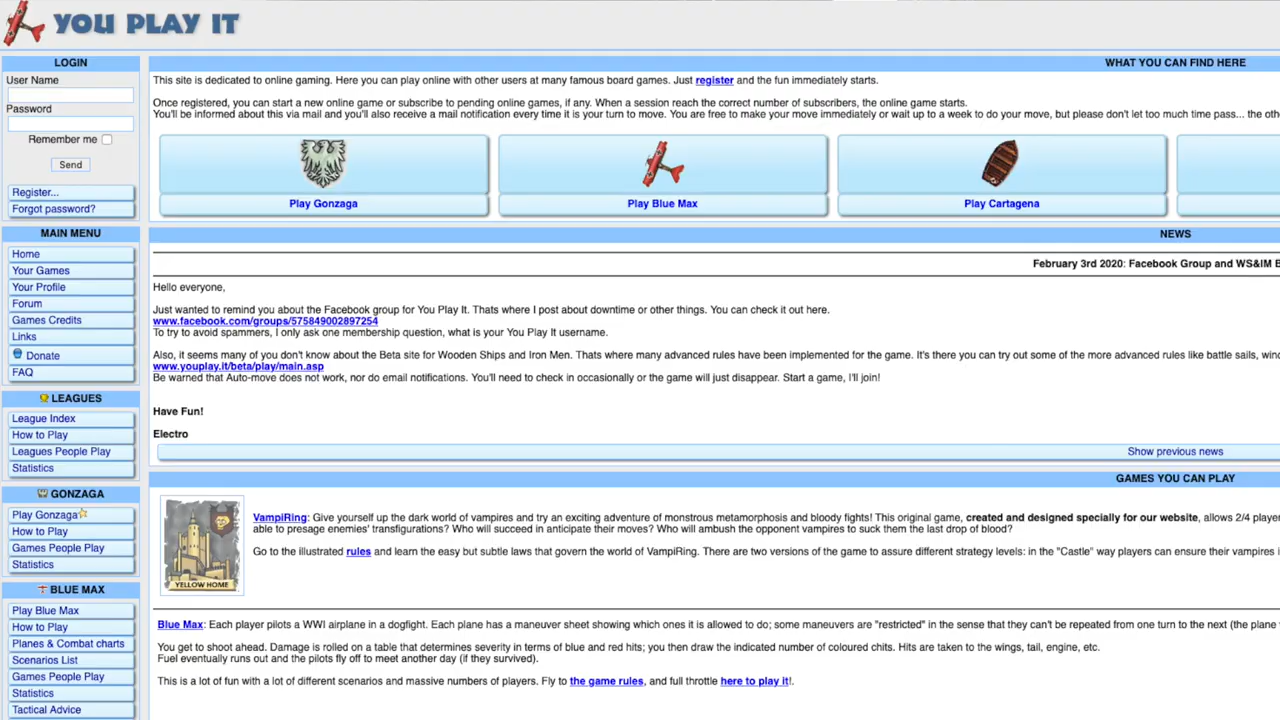 YOU PLAY IT
LOGIN
User Name
Password
Remember me
Send
Register...
Forgot password?
MAIN MENU
Home
Your Games
Your Profile
Forum
Games Credits
Links
Donate
FAQ
LEAGUES
League Index
How to Play
Leagues People Play
Statistics
GONZAGA
Play Gonzaga
How to Play
Games People Play
Statistics
BLUE MAX
Play Blue Max
How to Play
Planes & Combat charts
Scenarios List
Games People Play
Statistics
Tactical Advice
WHAT YOU CAN FIND HERE
This site is dedicated to online gaming. Here you can play online with other users at many famous board games. Just register and the fun immediately starts.
Once registered, you can start a new online game or subscribe to pending online games, if any. When a session reach the correct number of subscribers, the online game starts.
You'll be informed about this via mail and you'll also receive a mail notification every time it is your turn to move. You are free to make your move immediately or wait up to a week to do your move, but please don't let too much time pass... the
Play Gonzaga
Play Blue Max
Play Cartagena
NEWS
February 3rd 2020: Facebook Group and WS&IM
Hello everyone,
Just wanted to remind you about the Facebook group for You Play It. Thats where I post about downtime or other things. You can check it out here.
www.facebook.com/groups/575849002897254
To try to avoid spammers, I only ask one membership question, what is your You Play It username.
Also, it seems many of you don't know about the Beta site for Wooden Ships and Iron Men. Thats where many advanced rules have been implemented for the game. It's there you can try out some of the more advanced rules like battle sails,
www.youplay.it/beta/play/main.asp
Be warned that Auto-move does not work, nor do email notifications. You'll need to check in occasionally or the game will just disappear. Start a game, I'll join!
Have Fun!
Electro
Show previous news
GAMES YOU CAN PLAY
YELLOW HOME
VampiRing: Give yourself up the dark world of vampires and try an exciting adventure of monstrous metamorphosis and bloody fights! This original game, created and designed specially for our website, allows 2/4
able to presage enemies' transfigurations? Who will succeed in anticipate their moves? Who will ambush the opponent vampires to suck them the last drop of blood?
Go to the illustrated rules and learn the easy but subtle laws that govern the world of VampiRing. There are two versions of the game to assure different strategy levels: in the "Castle" way players can ensure their vampires
Blue Max: Each player pilots a WWI airplane in a dogfight. Each plane has a maneuver sheet showing which ones it is allowed to do; some maneuvers are "restricted" in the sense that they can't be repeated from one turn to the next (the plane
You get to shoot ahead. Damage is rolled on a table that determines severity in terms of blue and red hits; you then draw the indicated number of coloured chits. Hits are taken to the wings, tail, engine, etc.
Fuel eventually runs out and the pilots fly off to meet another day (if they survived).
This is a lot of fun with a lot of different scenarios and massive numbers of players. Fly to the game rules, and full throttle here to play it!.